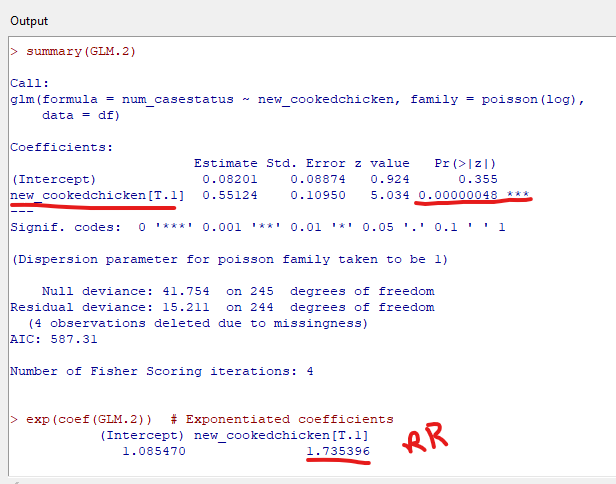 Output
> summary(GLM.2)
Call:
glm(formula = num_casestatus ~ new_cookedchicken, family = poisson(log),
    data = df)
Coefficients:
                       Estimate Std. Error z value   Pr(>|z|)
(Intercept)             0.08201    0.08874   0.924      0.355
new_cookedchicken[T.1]  0.55124    0.10950   5.034 0.00000048 ***
---
Signif. codes:  0 '***' 0.001 '**' 0.01 '*' 0.05 '.' 0.1 ' ' 1
(Dispersion parameter for poisson family taken to be 1)
    Null deviance: 41.754  on 245  degrees of freedom
Residual deviance: 15.211  on 244  degrees of freedom
  (4 observations deleted due to missingness)
AIC: 587.31
Number of Fisher Scoring iterations: 4
> exp(coef(GLM.2))  # Exponentiated coefficients
           (Intercept) new_cookedchicken[T.1]
              1.085470               1.735396
RR